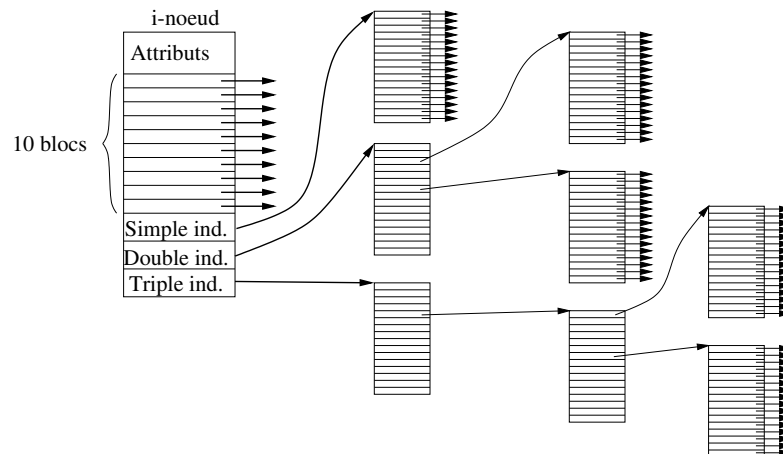 i-noeud
Attributs
10 blocs
Simple ind.
Double ind.
Triple ind.